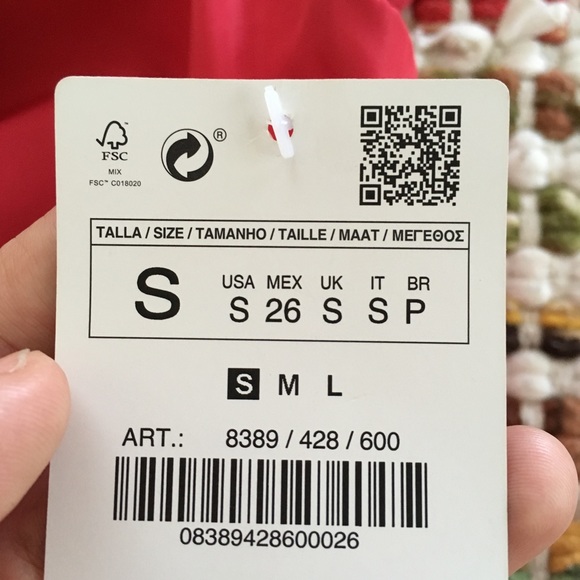 ®
FSC
MIX
FSC™ C018020
TALLA / SIZE / TAMANHO / TAILLE / MAAT / ΜΕΓΕΘΟΣ
S
USA MEX UK IT BR
S 26 S S P
S M L
ART.: 8389 / 428 / 600
08389428600026